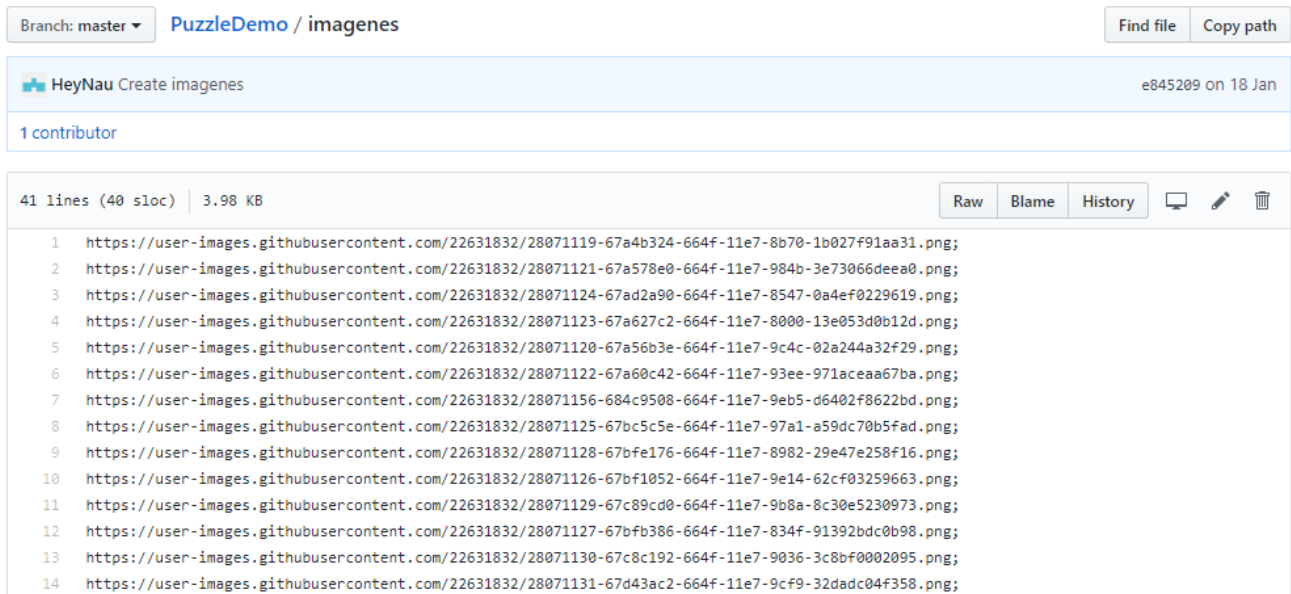 Branch: master PuzzleDemo / imagenes Find file Copy path
HeyNau Create imagenes e845209 on 18 Jan
1 contributor
41 lines (40 sloc) 3.98 KB Raw Blame History
1 https://user-images.githubusercontent.com/22631832/28071119-67a4b324-664f-11e7-8b70-1b027f91aa31.png;
2 https://user-images.githubusercontent.com/22631832/28071121-67a578e0-664f-11e7-984b-3e73066deea0.png;
3 https://user-images.githubusercontent.com/22631832/28071124-67ad2a90-664f-11e7-8547-0a4ef0229619.png;
4 https://user-images.githubusercontent.com/22631832/28071123-67a627c2-664f-11e7-8000-13e053d0b12d.png;
5 https://user-images.githubusercontent.com/22631832/28071120-67a56b3e-664f-11e7-9c4c-02a244a32f29.png;
6 https://user-images.githubusercontent.com/22631832/28071122-67a60c42-664f-11e7-93ee-971aceaa67ba.png;
7 https://user-images.githubusercontent.com/22631832/28071156-684c9508-664f-11e7-9eb5-d6402f8622bd.png;
8 https://user-images.githubusercontent.com/22631832/28071125-67bc5c5e-664f-11e7-97a1-a59dc70b5fad.png;
9 https://user-images.githubusercontent.com/22631832/28071128-67bfe176-664f-11e7-8982-29e47e258f16.png;
10 https://user-images.githubusercontent.com/22631832/28071126-67bf1052-664f-11e7-9e14-62cf03259663.png;
11 https://user-images.githubusercontent.com/22631832/28071129-67c89cd0-664f-11e7-9b8a-8c30e5230973.png;
12 https://user-images.githubusercontent.com/22631832/28071127-67bfb386-664f-11e7-834f-91392bdc0b98.png;
13 https://user-images.githubusercontent.com/22631832/28071130-67c8c192-664f-11e7-9036-3c8bf0002095.png;
14 https://user-images.githubusercontent.com/22631832/28071131-67d43ac2-664f-11e7-9cf9-32dadc04f358.png;